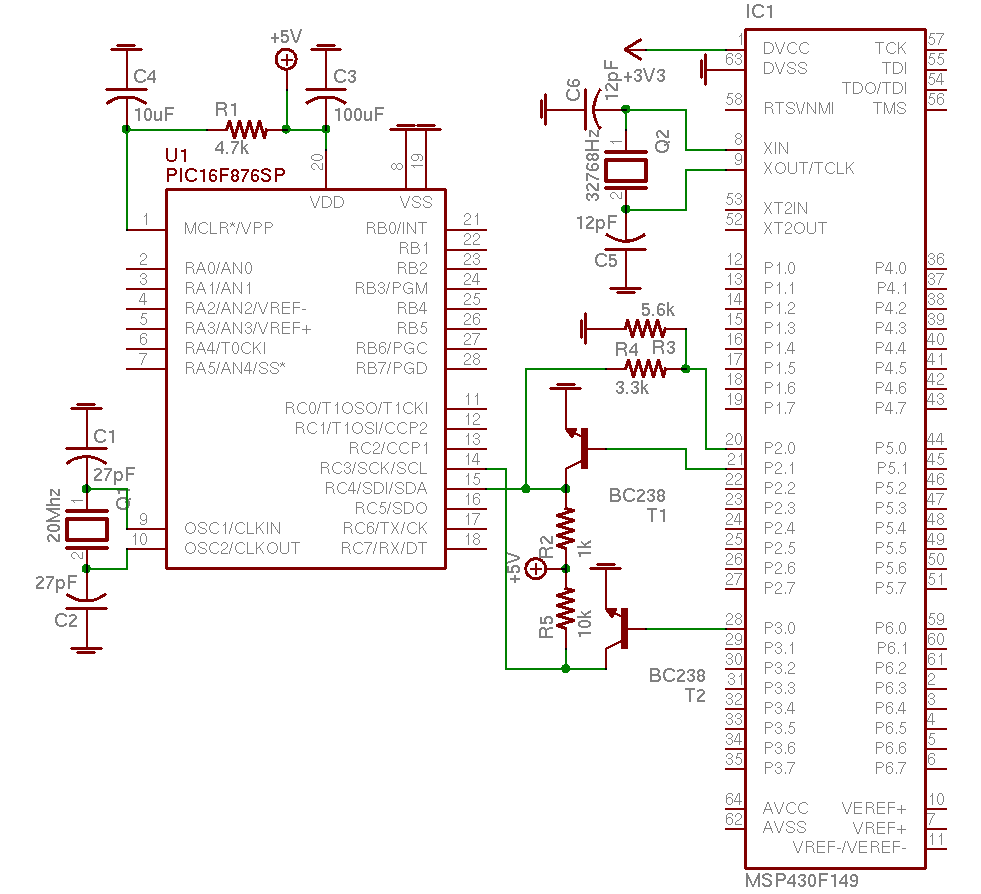 IC1
+5V
C4
10uF
C3
100uF
R1
4.7k
U1
PIC16F876SP
20
8
19
VDD
VSS
1
MCLR*/VPP
2
RA0/AN0
3
RA1/AN1
4
RA2/AN2/VREF-
5
RA3/AN3/VREF+
6
RA4/T0CKI
7
RA5/AN4/SS*
9
OSC1/CLKIN
10
OSC2/CLKOUT
RB0/INT
21
RB1
22
RB2
23
RB3/PGM
24
RB4
25
RB5
26
RB6/PGC
27
RB7/PGD
28
RC0/T1OSO/T1CKI
11
RC1/T1OSI/CCP2
12
RC2/CCP1
13
RC3/SCK/SCL
14
RC4/SDI/SDA
15
RC5/SDO
16
RC6/TX/CK
17
RC7/RX/DT
18
C1
27pF
Q1
20Mhz
1
2
27pF
C2
+3V3
C6
12pF
32768Hz
1
2
Q2
12pF
C5
5.6k
R4
R3
3.3k
BC238
T1
R2
1k
+5V
R5
10k
BC238
T2
1
DVCC
63
DVSS
58
RTS\/NMI
8
XIN
9
XOUT/TCLK
53
XT2IN
52
XT2OUT
12
P1.0
13
P1.1
14
P1.2
15
P1.3
16
P1.4
17
P1.5
18
P1.6
19
P1.7
20
P2.0
21
P2.1
22
P2.2
23
P2.3
24
P2.4
25
P2.5
26
P2.6
27
P2.7
28
P3.0
29
P3.1
30
P3.2
31
P3.3
32
P3.4
33
P3.5
34
P3.6
35
P3.7
64
AVCC
62
AVSS
TCK
57
TDI
55
TDO/TDI
54
TMS
56
P4.0
36
P4.1
37
P4.2
38
P4.3
39
P4.4
40
P4.5
41
P4.6
42
P4.7
43
P5.0
44
P5.1
45
P5.2
46
P5.3
47
P5.4
48
P5.5
49
P5.6
50
P5.7
51
P6.0
59
P6.1
60
P6.2
61
P6.3
2
P6.4
3
P6.5
4
P6.6
5
P6.7
6
VEREF+
10
VREF+
7
VREF-/VEREF-
11
MSP430F149